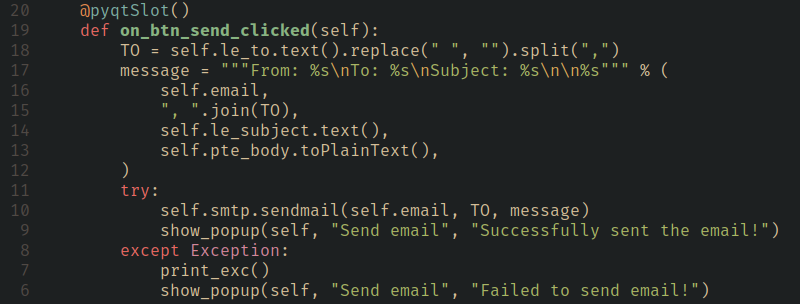 20     @pyqtSlot()
19     def on_btn_send_clicked(self):
18         TO = self.le_to.text().replace(" ", "").split(",")
17         message = """From: %s\nTo: %s\nSubject: %s\n\n%s""" % (
16             self.email,
15             ", ".join(TO),
14             self.le_subject.text(),
13             self.pte_body.toPlainText(),
12         )
11         try:
10             self.smtp.sendmail(self.email, TO, message)
9             show_popup(self, "Send email", "Successfully sent the email!")
8         except Exception:
7             print_exc()
6             show_popup(self, "Send email", "Failed to send email!")